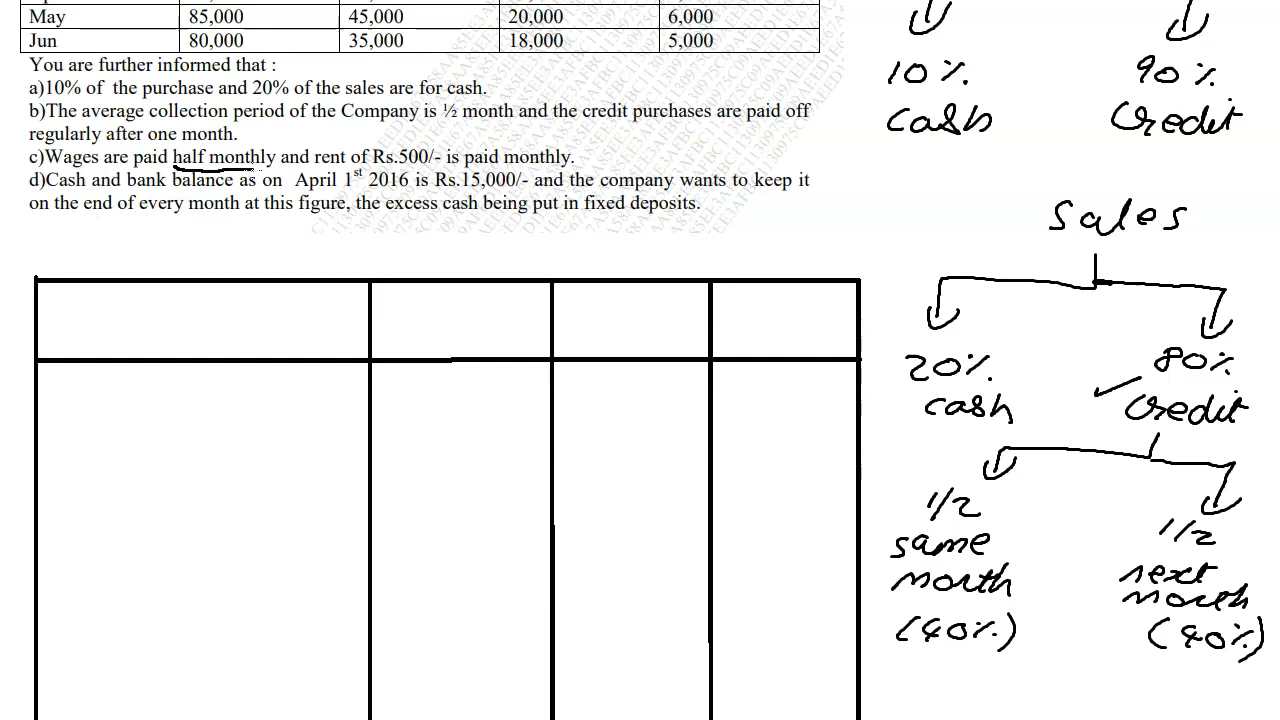 May 85,000 45,000 20,000 6,000
Jun 80,000 35,000 18,000 5,000
You are further informed that :
a)10% of the purchase and 20% of the sales are for cash.
b)The average collection period of the Company is ½ month and the credit purchases are paid off
regularly after one month.
c)Wages are paid half monthly and rent of Rs.500/- is paid monthly.
d)Cash and bank balance as on April 1st 2016 is Rs.15,000/- and the company wants to keep it
on the end of every month at this figure, the excess cash being put in fixed deposits.
10% 90%
cash credit
sales
20% 80%
cash credit
1/2 1/2
same next
month month
(40%) (40%)